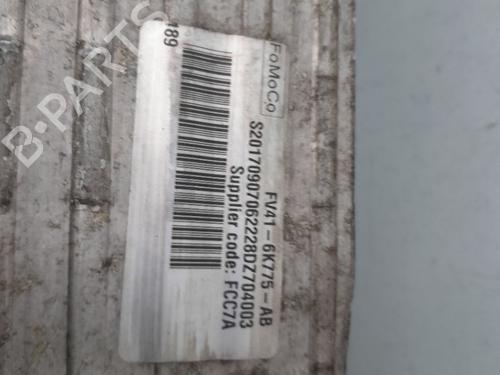 FoMoCo
FV41-6K775-AB
S20170907062228DZ704003
Supplier code: FCC7A
189
B-PARTS